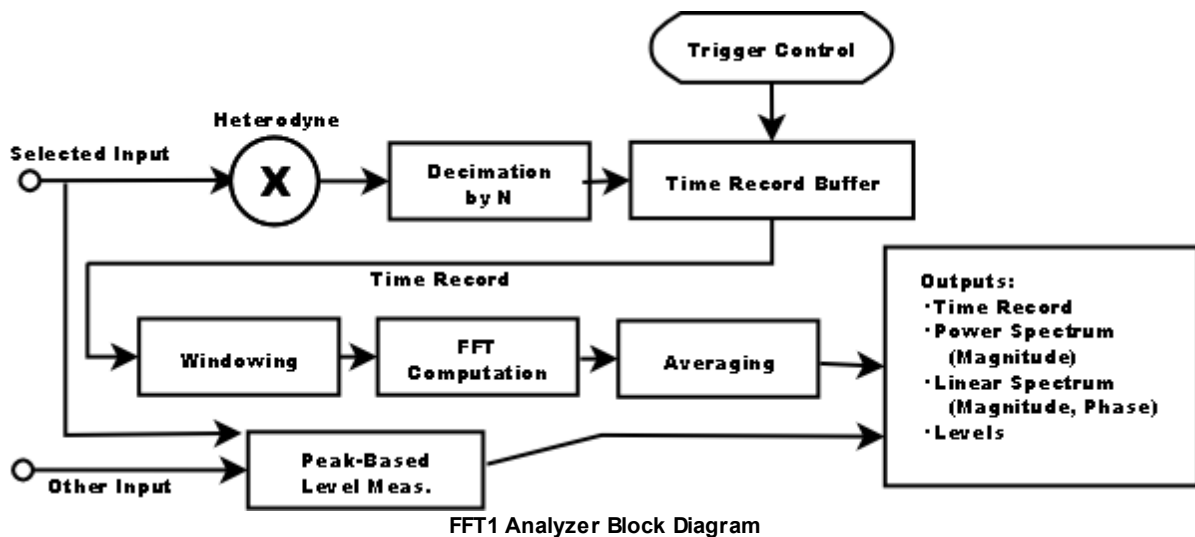 Trigger Control
Heterodyne
Selected Input
X
Decimation
by N
Time Record Buffer
Time Record
Windowing
FFT
Computation
Averaging
Outputs:
·Time Record
·Power Spectrum
(Magnitude)
·Linear Spectrum
(Magnitude, Phase)
·Levels
Other Input
Peak-Based
Level Meas.
FFT1 Analyzer Block Diagram